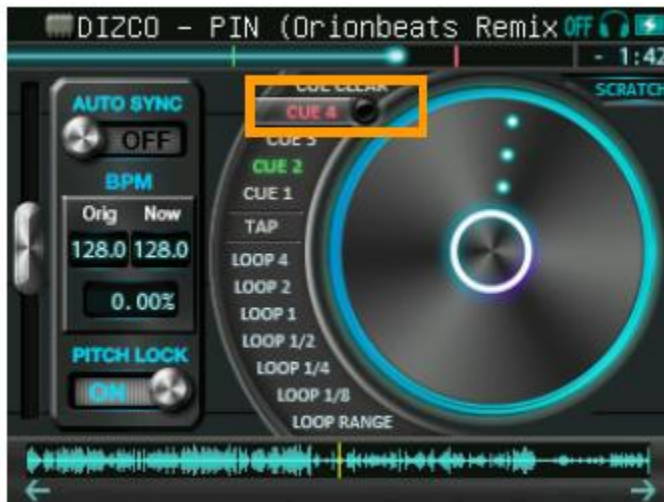 DIZCO - PIN (Orionbeats Remix OFF
- 1:42
SCRATCH
CUE CLEAR
CUE 4
CUE 3
CUE 2
CUE 1
TAP
LOOP 4
LOOP 2
LOOP 1
LOOP 1/2
LOOP 1/4
LOOP 1/8
LOOP RANGE
AUTO SYNC
OFF
BPM
Orig Now
128.0 128.0
0.00%
PITCH LOCK
ON